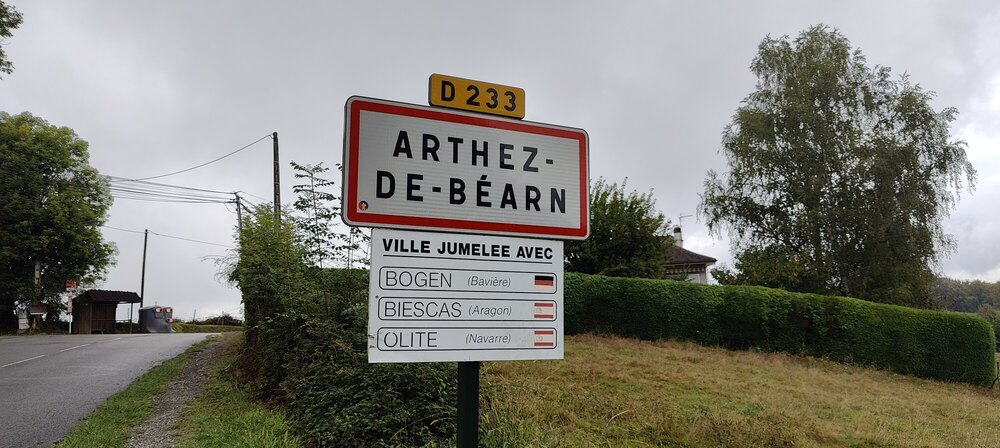 D 233
ARTHEZ-
DE-BÉARN
VILLE JUMELEE AVEC
BOGEN (Bavière)
BIESCAS (Aragon)
OLITE (Navarre)